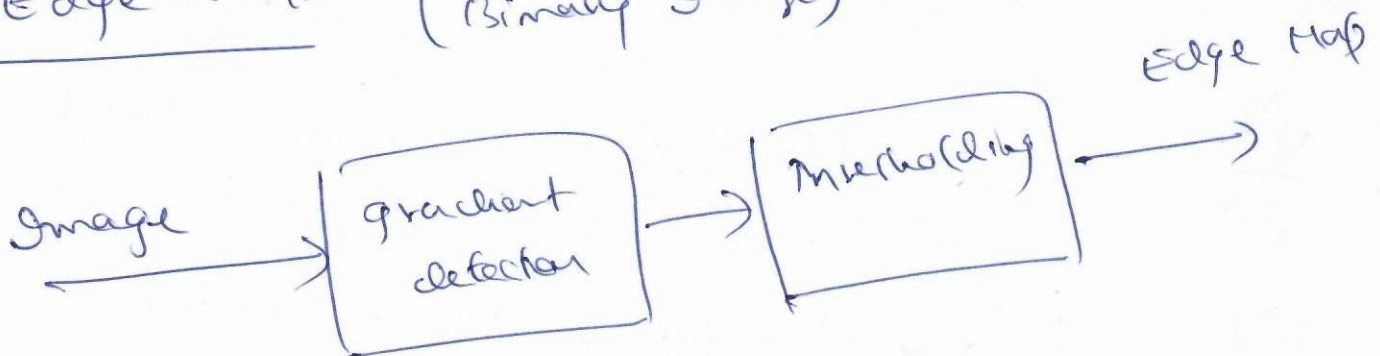 Edge
(Binary
Edge Map
Image
gradient
detection
Thresholding